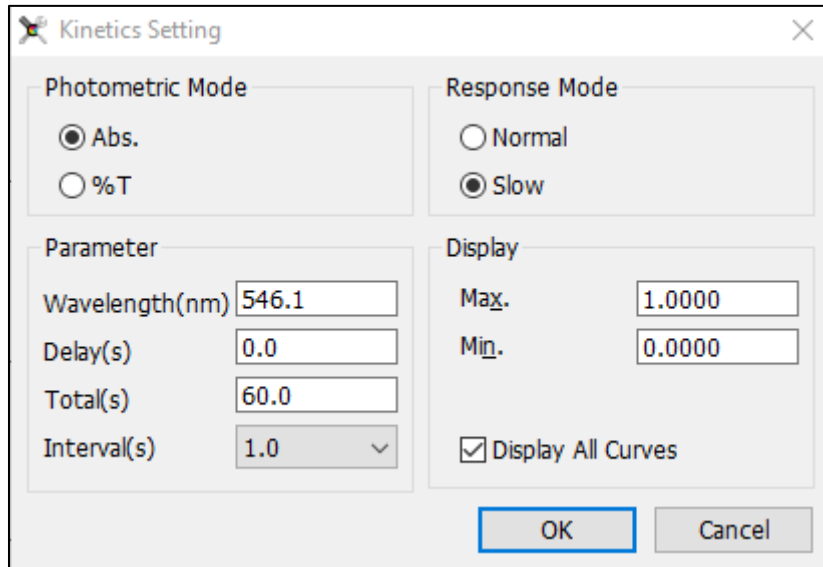 Kinetics Setting
Photometric Mode
Abs.
%T
Response Mode
Normal
Slow
Parameter
Wavelength(nm) 546.1
Delay(s) 0.0
Total(s) 60.0
Interval(s) 1.0
Display
Max. 1.0000
Min. 0.0000
Display All Curves
OK Cancel